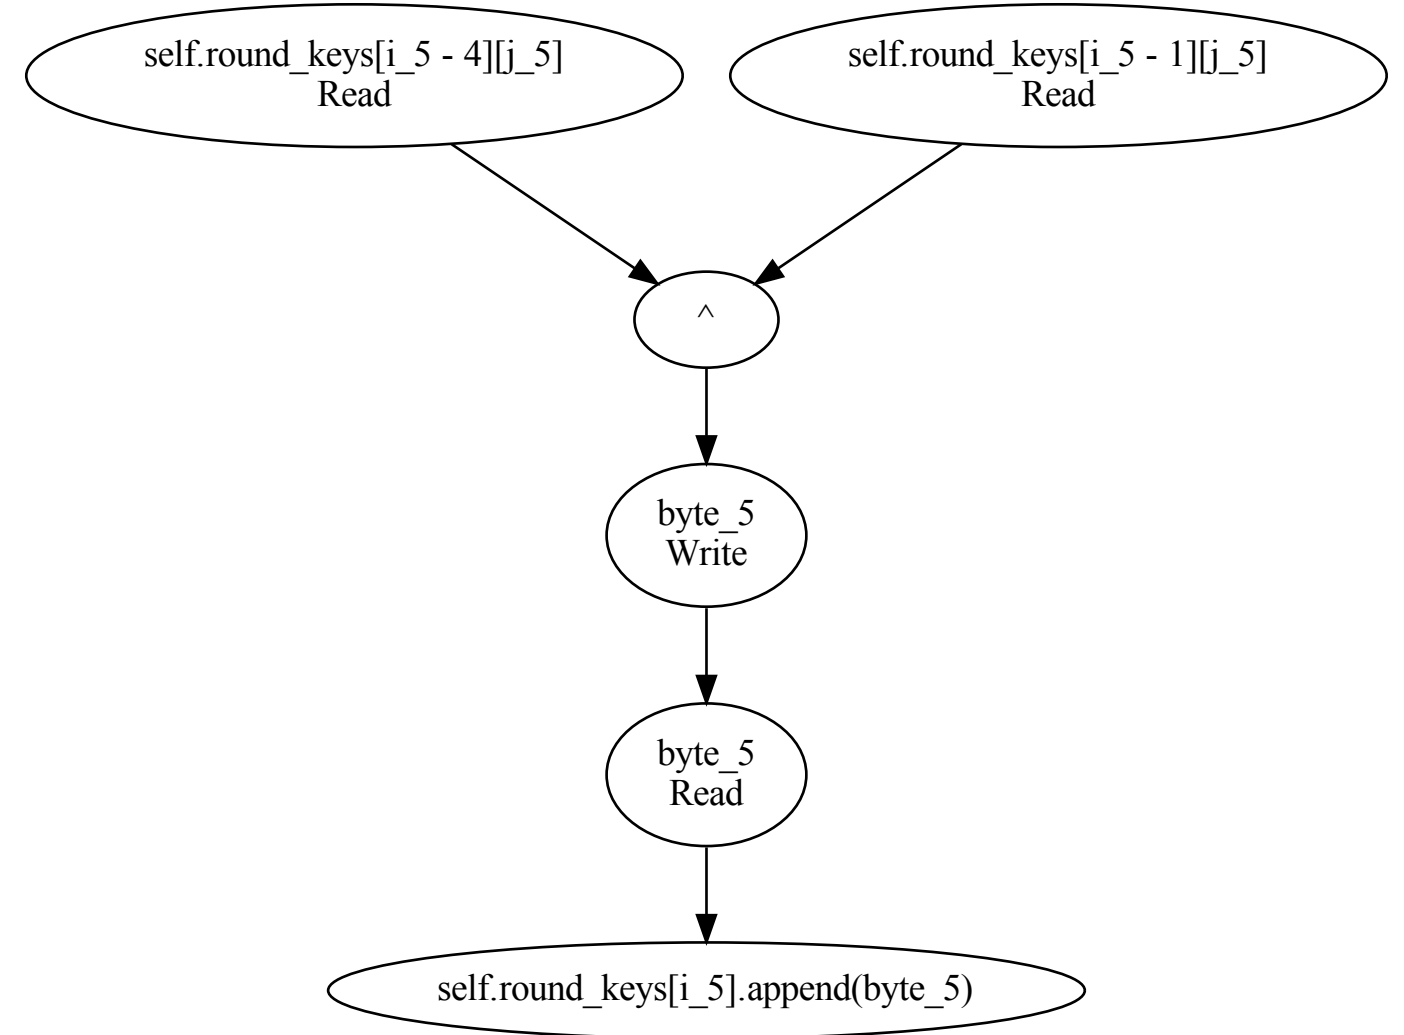 self.round_keys[i_5 - 4][j_5]
Read
self.round_keys[i_5 - 1][j_5]
Read
^
byte_5
Write
byte_5
Read
self.round_keys[i_5].append(byte_5)